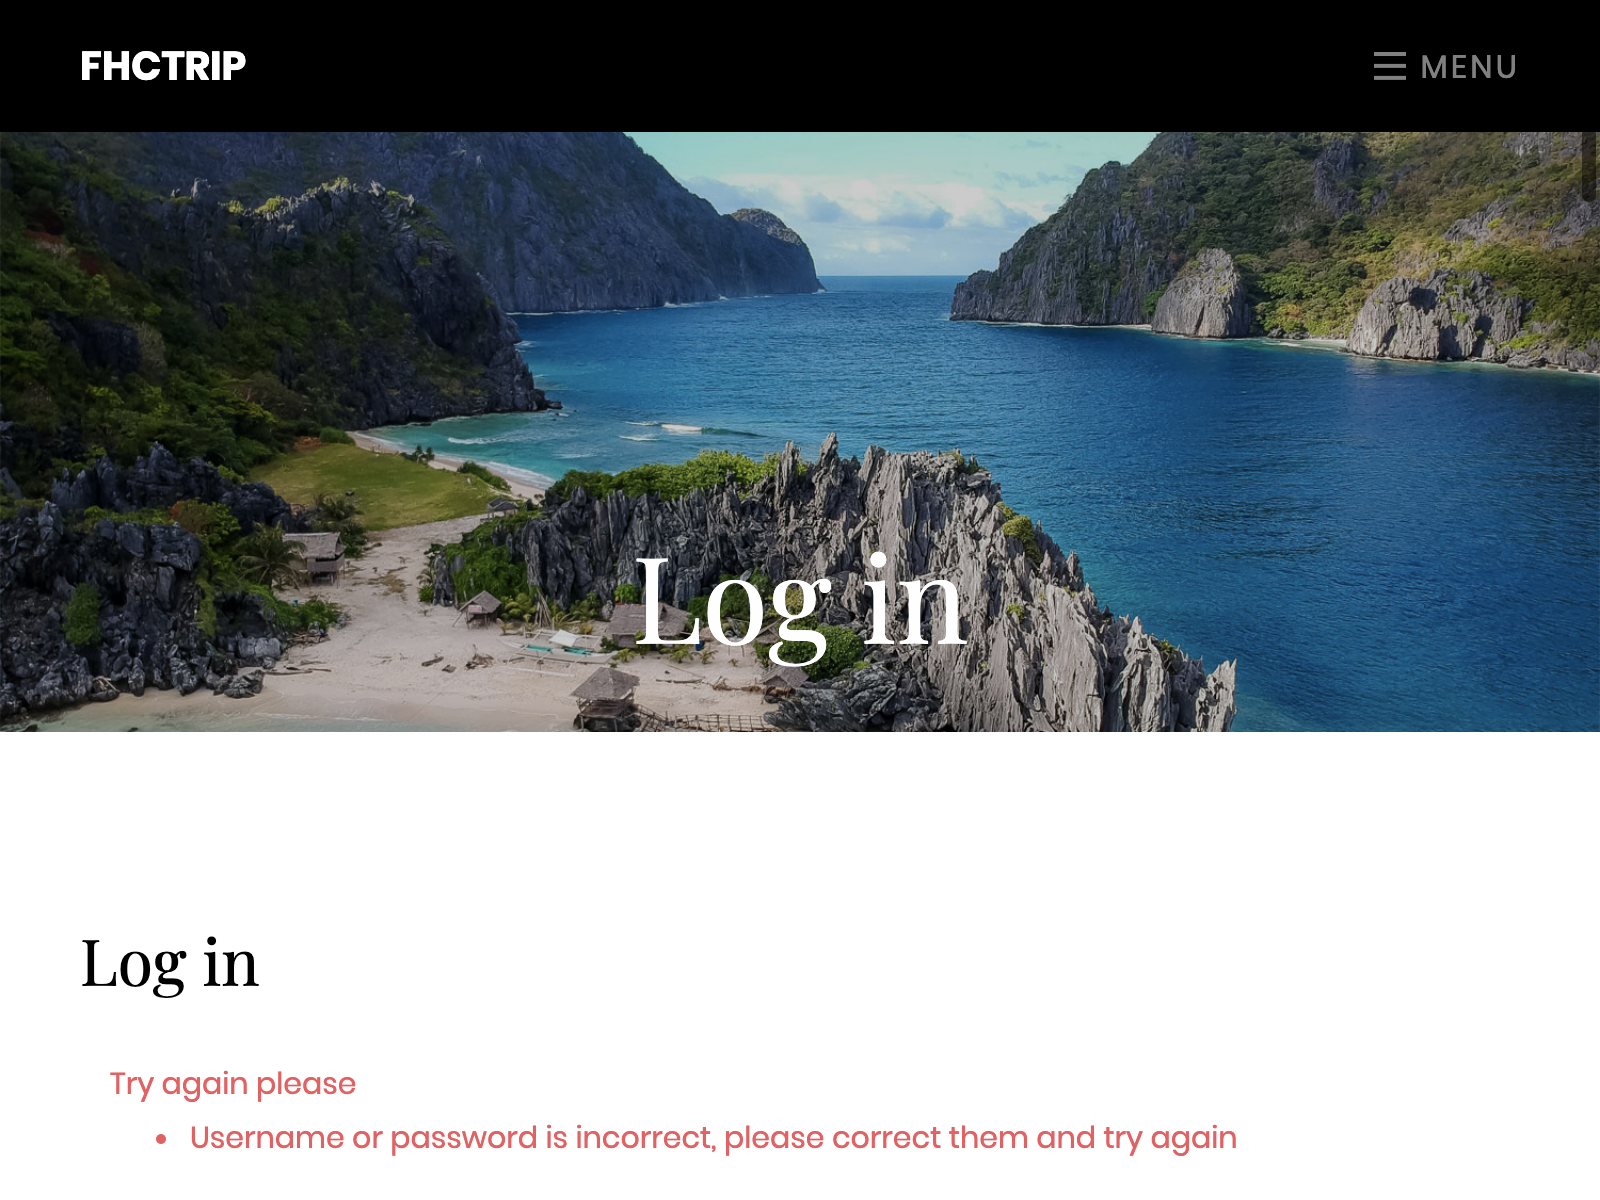 FHCTRIP
MENU
Log in
Log in
Try again please
Username or password is incorrect, please correct them and try again